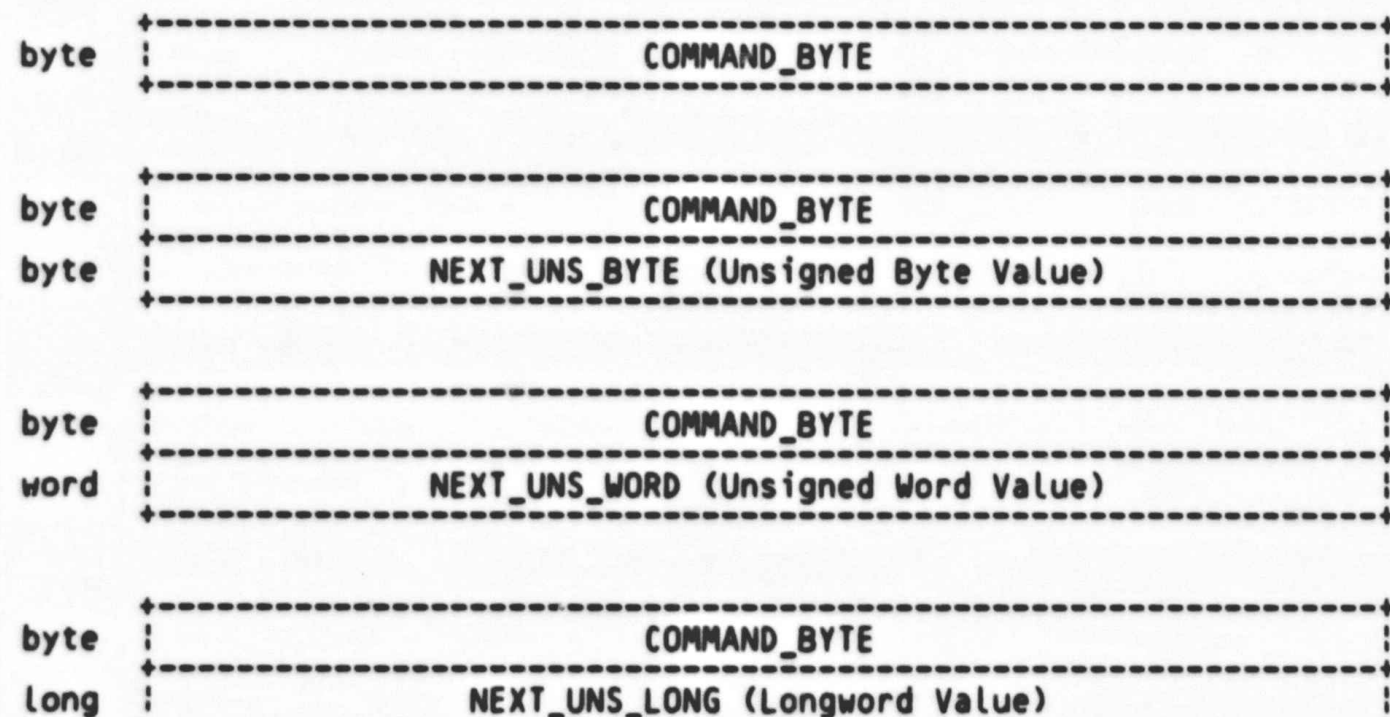 byte COMMAND_BYTE
byte COMMAND_BYTE
byte NEXT_UNS_BYTE (Unsigned Byte Value)
byte COMMAND_BYTE
word NEXT_UNS_WORD (Unsigned Word Value)
byte COMMAND_BYTE
long NEXT_UNS_LONG (Longword Value)